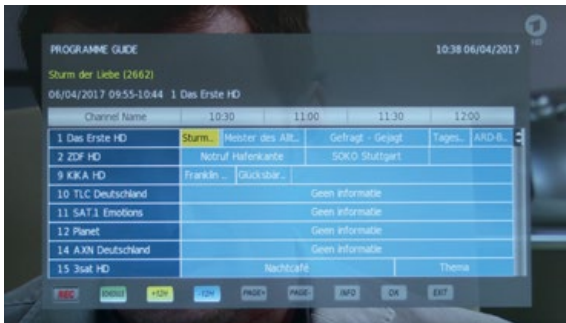 HD
PROGRAMME GUIDE 10:38 06/04/2017
Sturm der Liebe (2662)
06/04/2017 09:55-10:44 1 Das Erste HD
Channel Name 10:30 11:00 11:30 12:00
1 Das Erste HD Sturm... Meister des Allt... Gefragt - Gejagt Tages... ARD-B...
2 ZDF HD Notruf Hafenkante SOKO Stuttgart
9 KiKA HD Franklin ... Glücksbär...
10 TLC Deutschland Geen informatie
11 SAT.1 Emotions Geen informatie
12 Planet Geen informatie
14 AXN Deutschland Geen informatie
15 3sat HD Nachtcafé Thema
REC +12H -12H PAGE+ PAGE- INFO OK EXIT